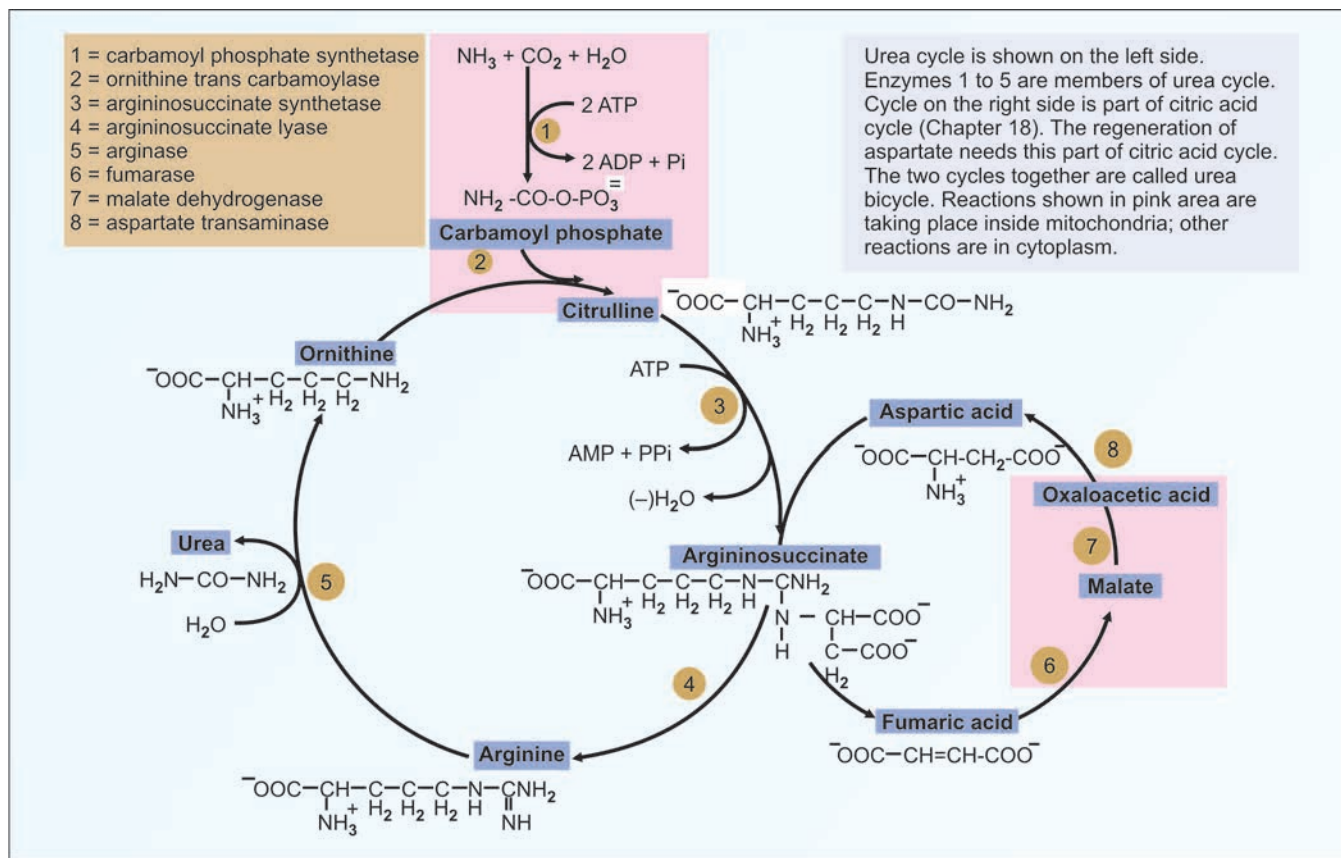 1 = carbamoyl phosphate synthetase
2 = ornithine trans carbamoylase
3 = argininosuccinate synthetase
4 = argininosuccinate lyase
5 = arginase
6 = fumarase
7 = malate dehydrogenase
8 = aspartate transaminase
NH₃ + CO₂ + H₂O
2 ATP
1
2 ADP + Pi
NH₂ -CO-O-PO₃⁼
Carbamoyl phosphate
2
Urea cycle is shown on the left side.
Enzymes 1 to 5 are members of urea cycle.
Cycle on the right side is part of citric acid
cycle (Chapter 18). The regeneration of
aspartate needs this part of citric acid cycle.
The two cycles together are called urea
bicycle. Reactions shown in pink area are
taking place inside mitochondria; other
reactions are in cytoplasm.
Citrulline
⁻OOC—CH—C—C—C—N—CO—NH₂
NH₃⁺ H₂ H₂ H₂ H
Ornithine
⁻OOC—CH—C—C—C—NH₂
NH₃⁺ H₂ H₂ H₂
ATP
3
AMP + PPi
(–)H₂O
Aspartic acid
⁻OOC—CH-CH₂-COO⁻
NH₃⁺
8
Oxaloacetic acid
7
Malate
6
Urea
H₂N—CO—NH₂
H₂O
5
Argininosuccinate
⁻OOC—CH—C—C—C—N—C—NH₂
NH₃⁺ H₂ H₂ H₂ H
N — C—COO⁻
H C—COO⁻
H₂
4
Fumaric acid
⁻OOC—CH=CH-COO⁻
Arginine
⁻OOC—CH—C—C—C—N—C—NH₂
NH₃⁺ H₂ H₂ H₂ H NH